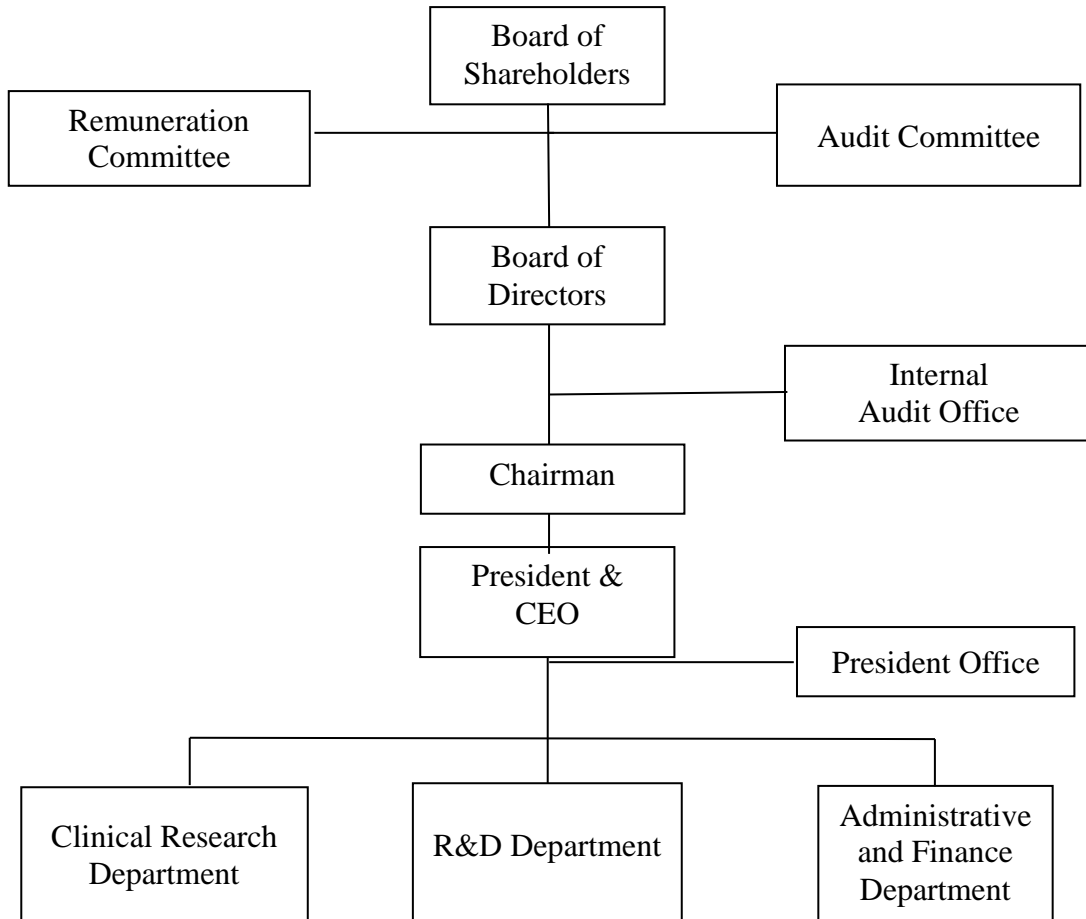 Board of
Shareholders
Remuneration
Committee
Audit Committee
Board of
Directors
Internal
Audit Office
Chairman
President &
CEO
President Office
Clinical Research
Department
R&D Department
Administrative
and Finance
Department